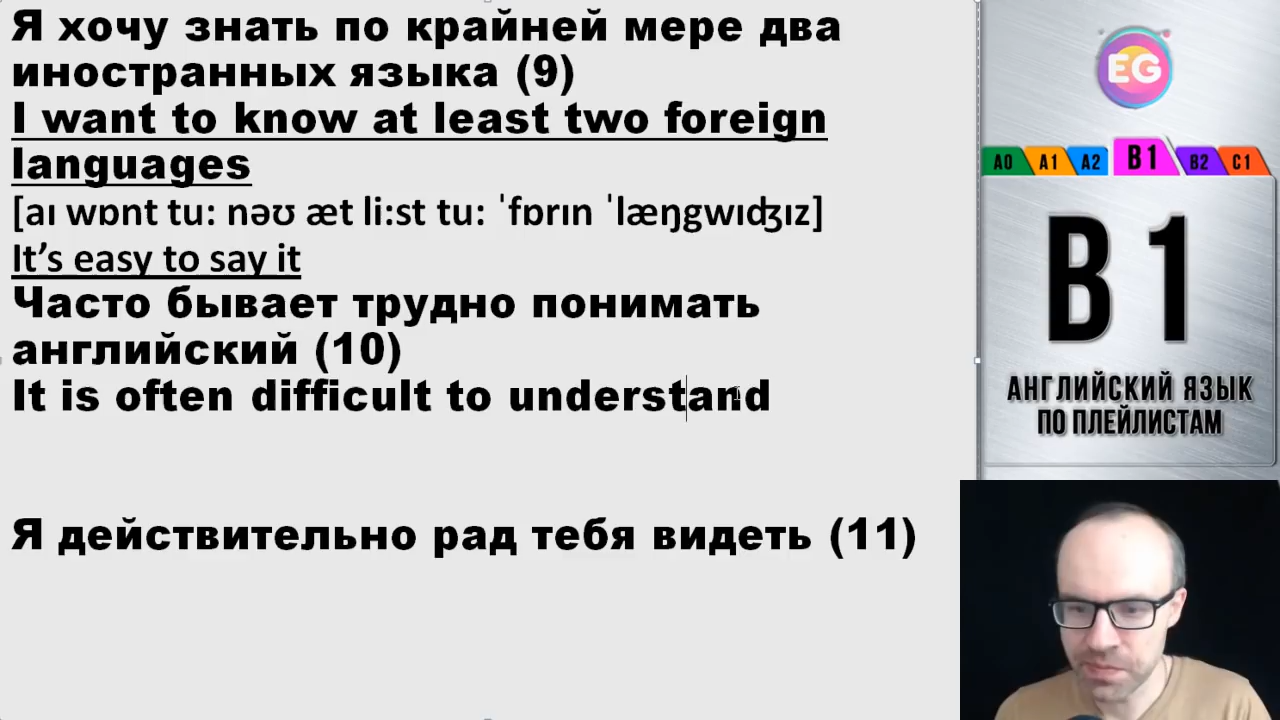 Я хочу знать по крайней мере два
иностранных языка (9)
I want to know at least two foreign
languages
[aɪ wɒnt tuː nəʊ æt liːst tuː ˈfɒrɪn ˈlæŋgwɪʤɪz]
It’s easy to say it
Часто бывает трудно понимать
английский (10)
It is often difficult to understand
Я действительно рад тебя видеть (11)
EG
A0 A1 A2 B1 B2 C1
B 1
АНГЛИЙСКИЙ ЯЗЫК
ПО ПЛЕЙЛИСТАМ